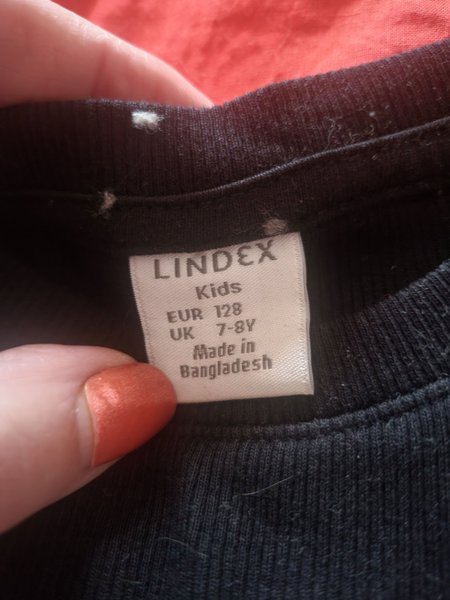 LINDEX
Kids
EUR 128
UK 7-8Y
Made in
Bangladesh